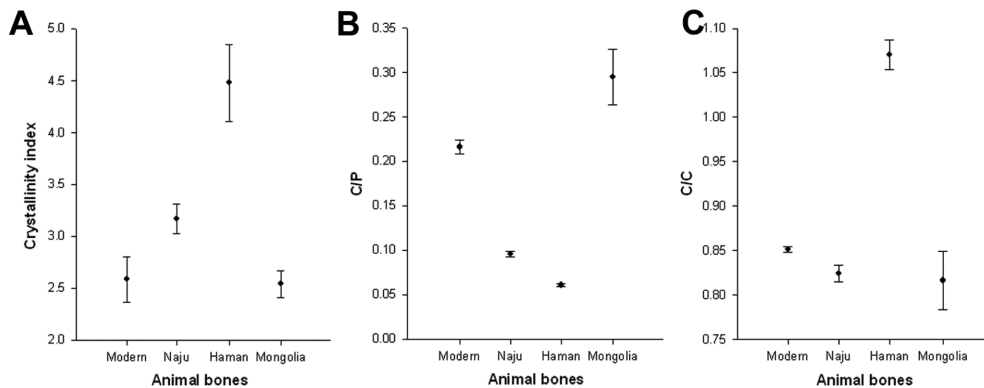 A
Crystallinity index
5.0
4.5
4.0
3.5
3.0
2.5
2.0
Modern Naju Haman Mongolia
Animal bones
B
C/P
0.35
0.30
0.25
0.20
0.15
0.10
0.05
0.00
Modern Naju Haman Mongolia
Animal bones
C
C/C
1.10
1.05
1.00
0.95
0.90
0.85
0.80
0.75
Modern Naju Haman Mongolia
Animal bones